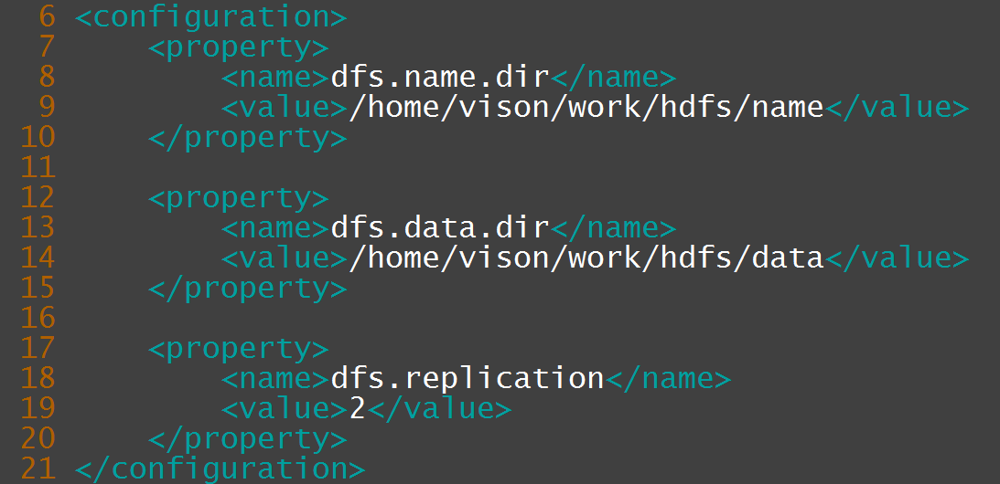 6 <configuration>
7     <property>
8         <name>dfs.name.dir</name>
9         <value>/home/vison/work/hdfs/name</value>
10     </property>
11
12     <property>
13         <name>dfs.data.dir</name>
14         <value>/home/vison/work/hdfs/data</value>
15     </property>
16
17     <property>
18         <name>dfs.replication</name>
19         <value>2</value>
20     </property>
21 </configuration>